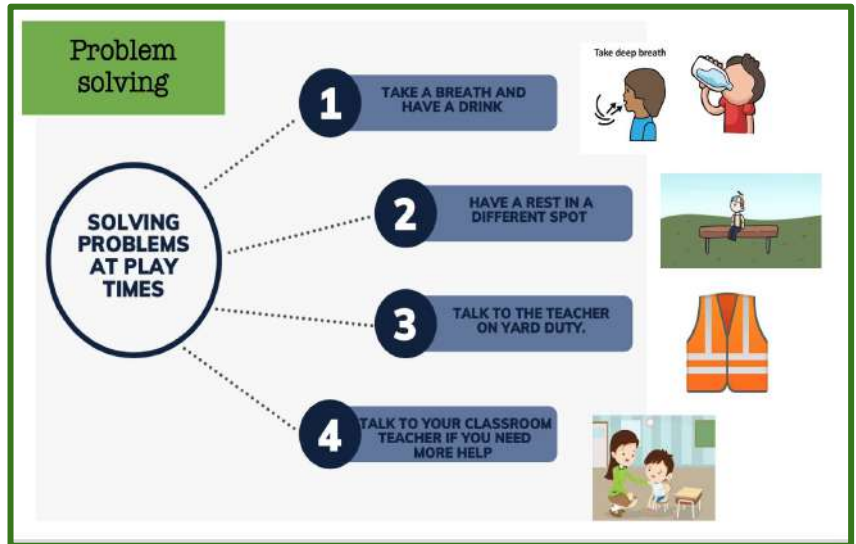 Problem
solving
SOLVING
PROBLEMS
AT PLAY
TIMES
1
TAKE A BREATH AND
HAVE A DRINK
Take deep breath
2
HAVE A REST IN A
DIFFERENT SPOT
3
TALK TO THE TEACHER
ON YARD DUTY.
4
TALK TO YOUR CLASSROOM
TEACHER IF YOU NEED
MORE HELP